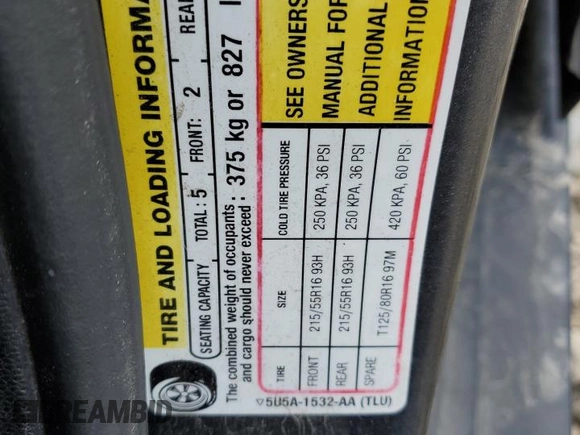 TIRE AND LOADING INFORMA
SEATING CAPACITY TOTAL: 5 FRONT: 2 REAR
The combined weight of occupants
and cargo should never exceed : 375 kg or 827
TIRE SIZE COLD TIRE PRESSURE
FRONT 215/55R16 93H 250 KPA, 36 PSI
REAR 215/55R16 93H 250 KPA, 36 PSI
SPARE T125/80R16 97M 420 KPA, 60 PSI
SEE OWNERS
MANUAL FOR
ADDITIONAL
INFORMATION
5U5A-1532-AA (TLU)
DREAMBID